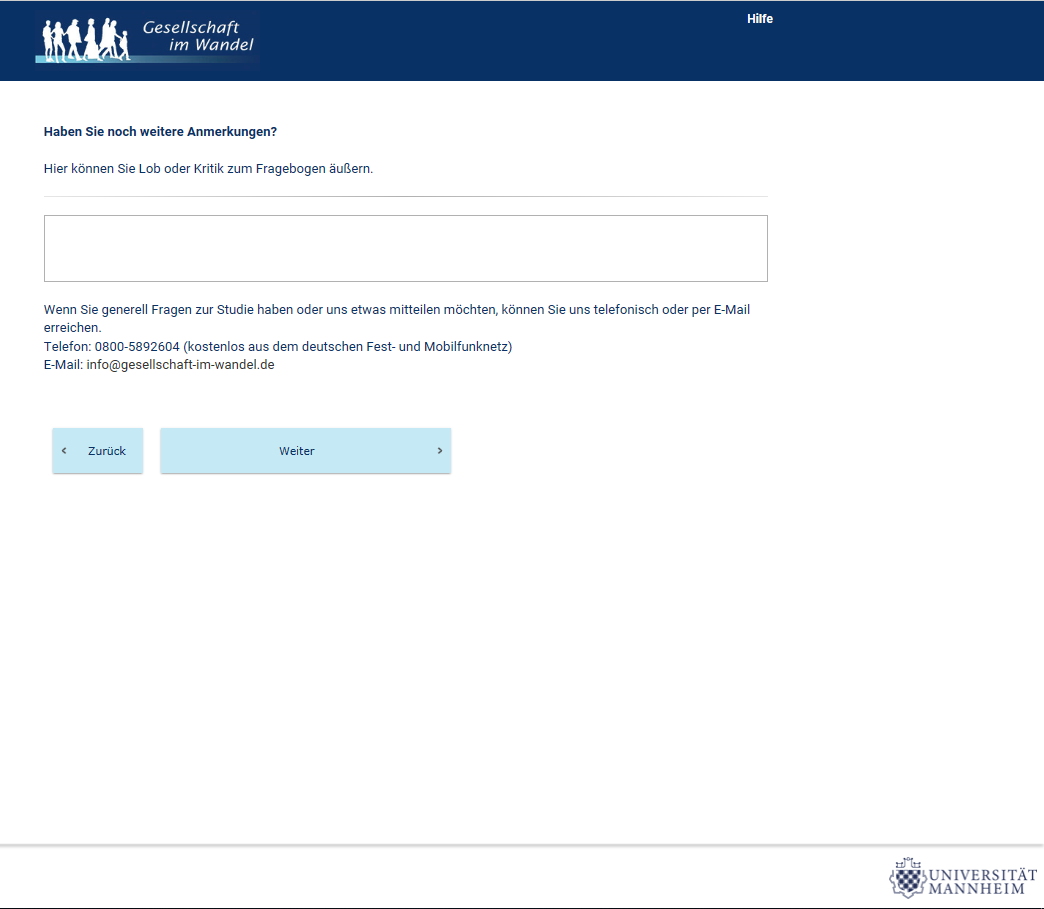 Gesellschaft
im Wandel
Hilfe
Haben Sie noch weitere Anmerkungen?
Hier können Sie Lob oder Kritik zum Fragebogen äußern.
Wenn Sie generell Fragen zur Studie haben oder uns etwas mitteilen möchten, können Sie uns telefonisch oder per E-Mail
erreichen.
Telefon: 0800-5892604 (kostenlos aus dem deutschen Fest- und Mobilfunknetz)
E-Mail: info@gesellschaft-im-wandel.de
Zurück
Weiter
UNIVERSITÄT
MANNHEIM